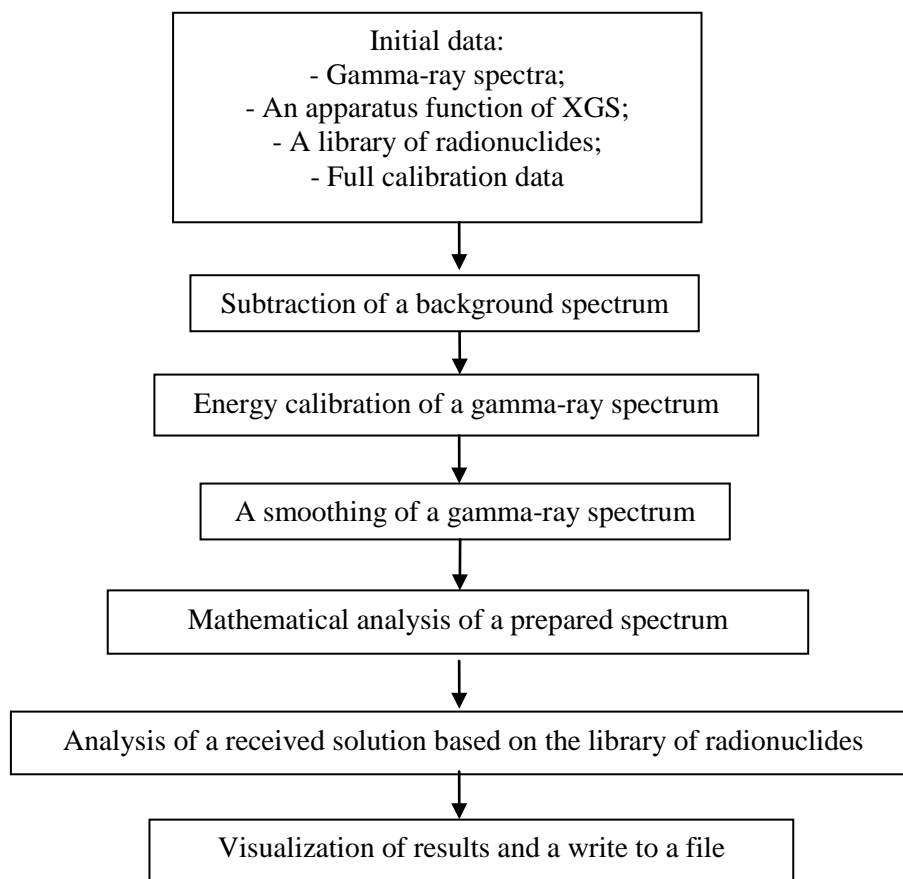 Initial data:
- Gamma-ray spectra;
- An apparatus function of XGS;
- A library of radionuclides;
- Full calibration data
Subtraction of a background spectrum
Energy calibration of a gamma-ray spectrum
A smoothing of a gamma-ray spectrum
Mathematical analysis of a prepared spectrum
Analysis of a received solution based on the library of radionuclides
Visualization of results and a write to a file